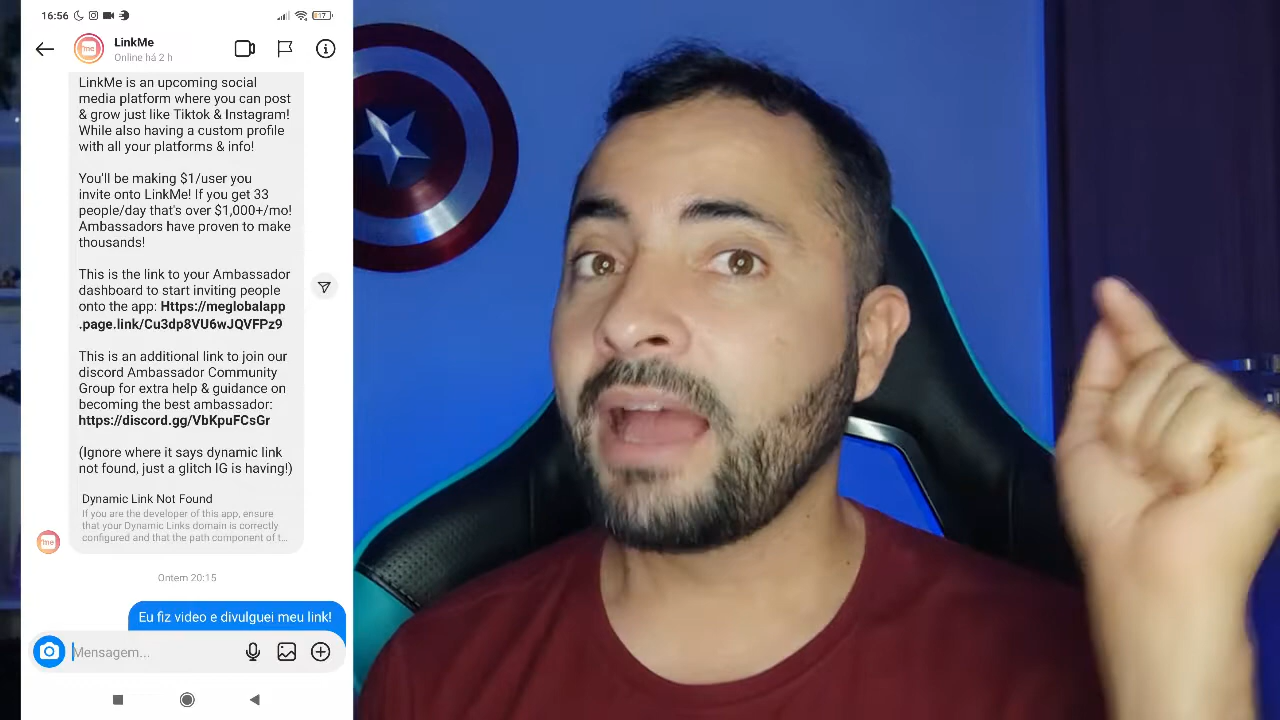 16:56
17
LinkMe
Online há 2 h
LinkMe is an upcoming social
media platform where you can post
& grow just like Tiktok & Instagram!
While also having a custom profile
with all your platforms & info!
You'll be making $1/user you
invite onto LinkMe! If you get 33
people/day that's over $1,000+/mo!
Ambassadors have proven to make
thousands!
This is the link to your Ambassador
dashboard to start inviting people
onto the app: Https://meglobalapp
.page.link/Cu3dp8VU6wJQVFPz9
This is an additional link to join our
discord Ambassador Community
Group for extra help & guidance on
becoming the best ambassador:
https://discord.gg/VbKpuFCsGr
(Ignore where it says dynamic link
not found, just a glitch IG is having!)
Dynamic Link Not Found
If you are the developer of this app, ensure
that your Dynamic Links domain is correctly
configured and that the path component of t...
me
Ontem 20:15
Eu fiz video e divulguei meu link!
Mensagem...